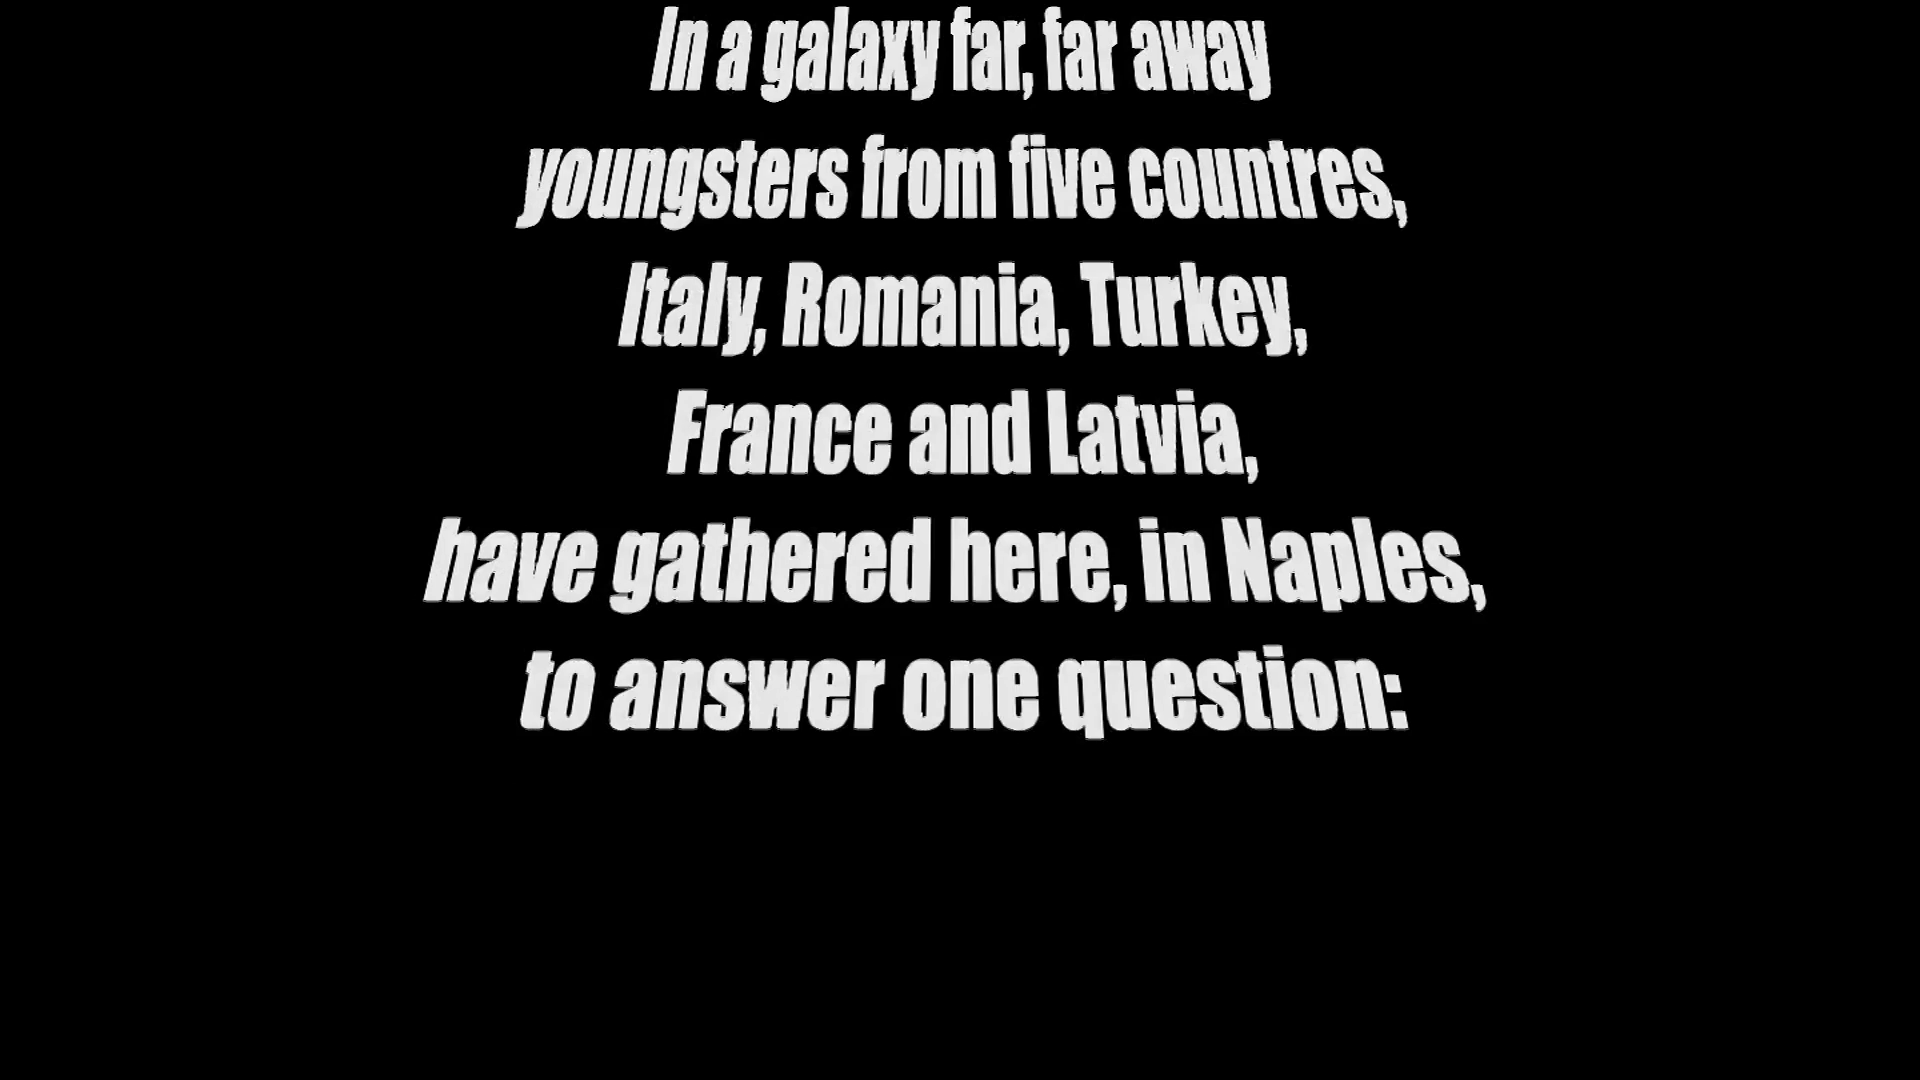 In a galaxy far, far away
youngsters from five countres,
Italy, Romania, Turkey,
France and Latvia,
have gathered here, in Naples,
to answer one question: